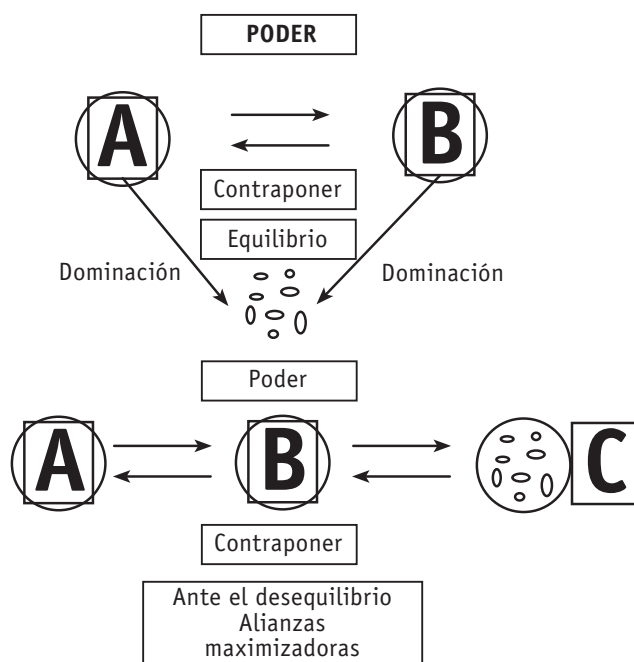 PODER
A
B
Contraponer
Equilibrio
Dominación
Dominación
Poder
A
B
C
Contraponer
Ante el desequilibrio
Alianzas
maximizadoras